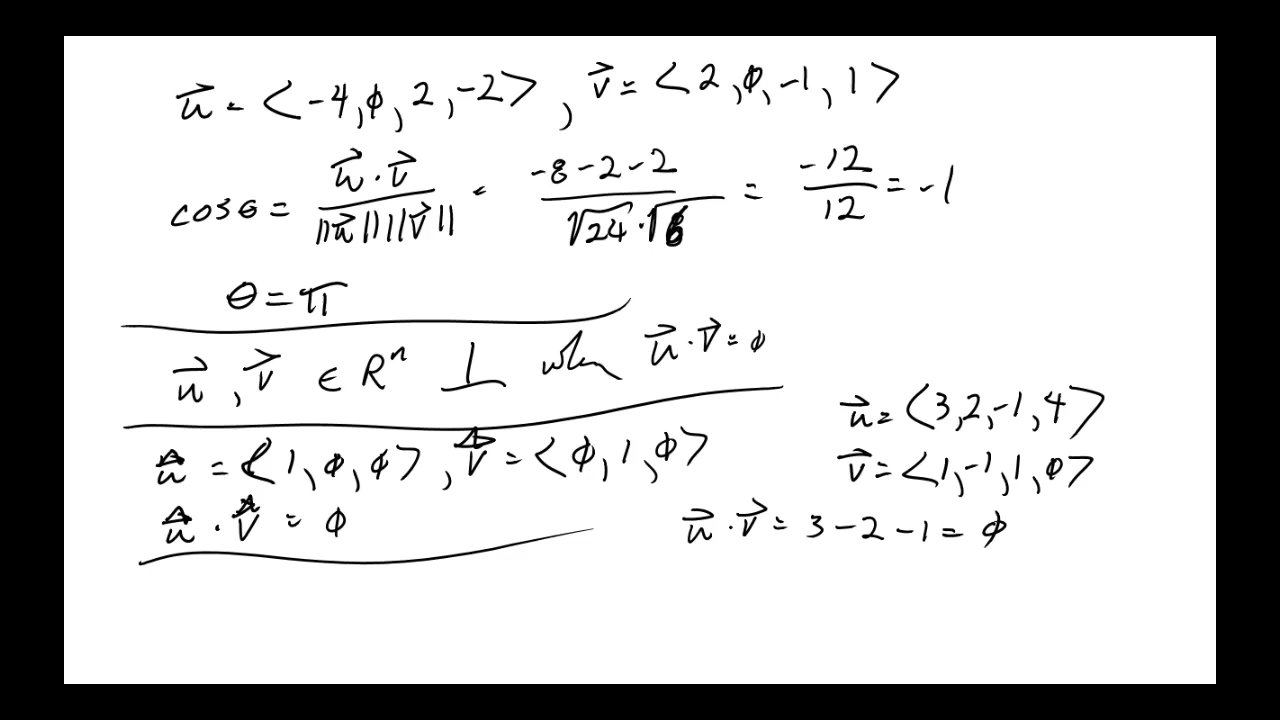 u⃗ = <-4, ϕ, 2, -2>, v⃗ = <2, ϕ, -1, 1>
cosθ = u⃗ · v⃗ / ||u⃗|| ||v⃗|| = -8 - 2 - 2 / √24 · √6 = -12 / 12 = -1
θ = π
u⃗, v⃗ ∈ Rⁿ ⊥ when u⃗ · v⃗ = ϕ
û = <1, ϕ, ϕ>, v̂ = <ϕ, 1, ϕ>
û · v̂ = ϕ
u⃗ = <3, 2, -1, 4>
v⃗ = <1, -1, 1, ϕ>
u⃗ · v⃗ = 3 - 2 - 1 = ϕ